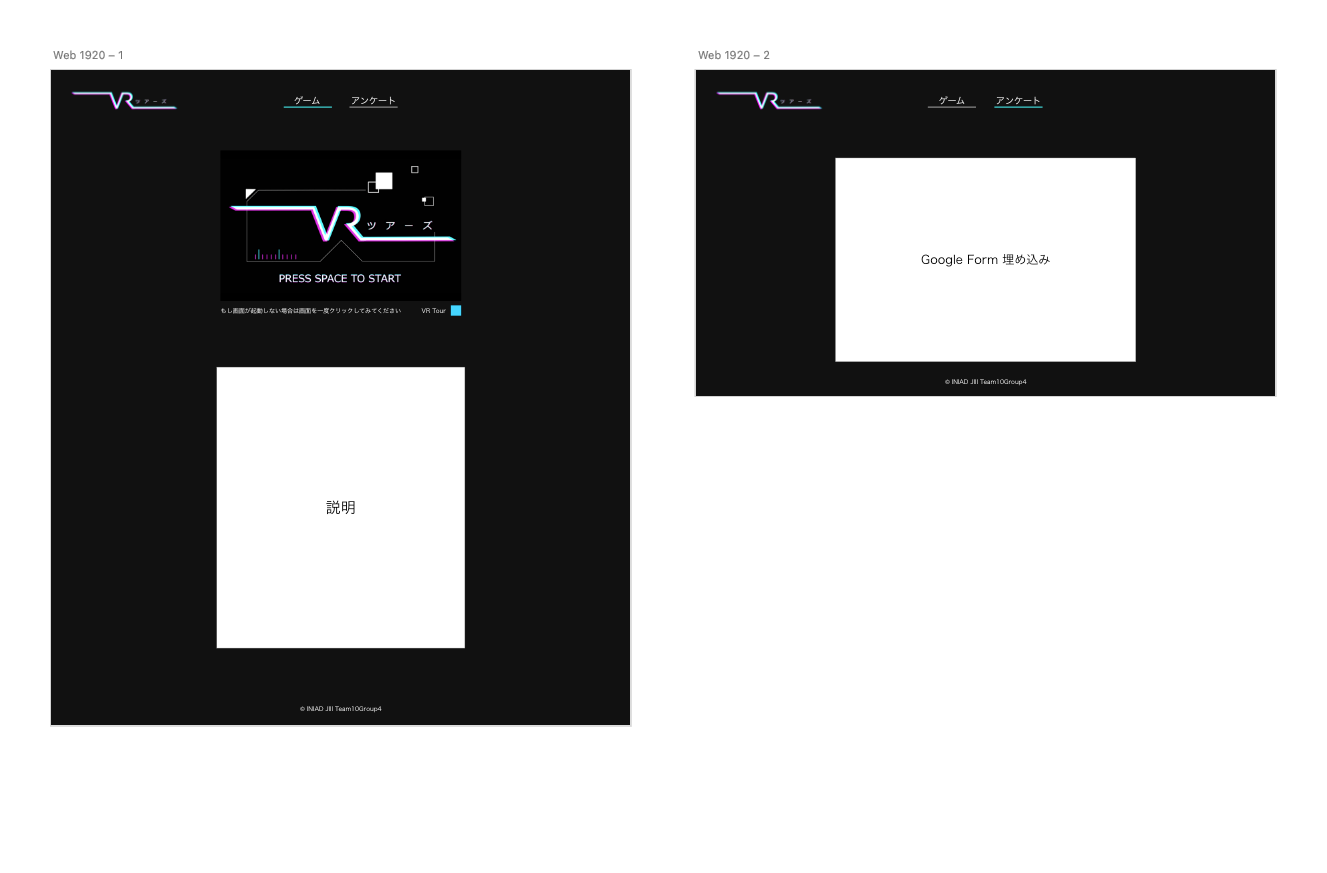 Web 1920 – 1
VR ツアーズ
ゲーム
アンケート
VR ツアーズ
PRESS SPACE TO START
もし画面が起動しない場合は画面を一度クリックしてみてください
VR Tour
説明
© INIAD JIII Team10Group4
Web 1920 – 2
VR ツアーズ
ゲーム
アンケート
Google Form 埋め込み
© INIAD JIII Team10Group4